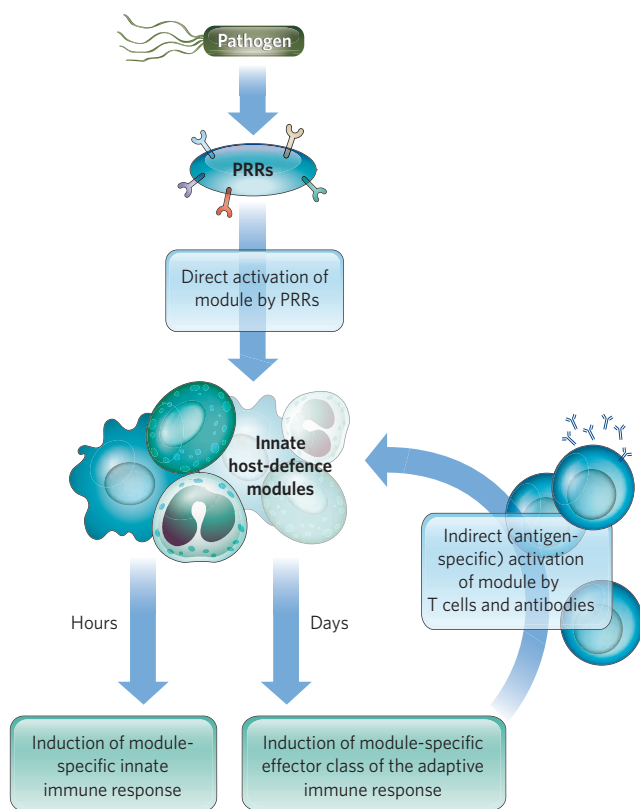 Pathogen
PRRs
Direct activation of
module by PRRs
Innate
host-defence
modules
Indirect (antigen-
specific) activation
of module by
T cells and antibodies
Hours
Days
Induction of module-
specific innate
immune response
Induction of module-specific
effector class of the adaptive
immune response